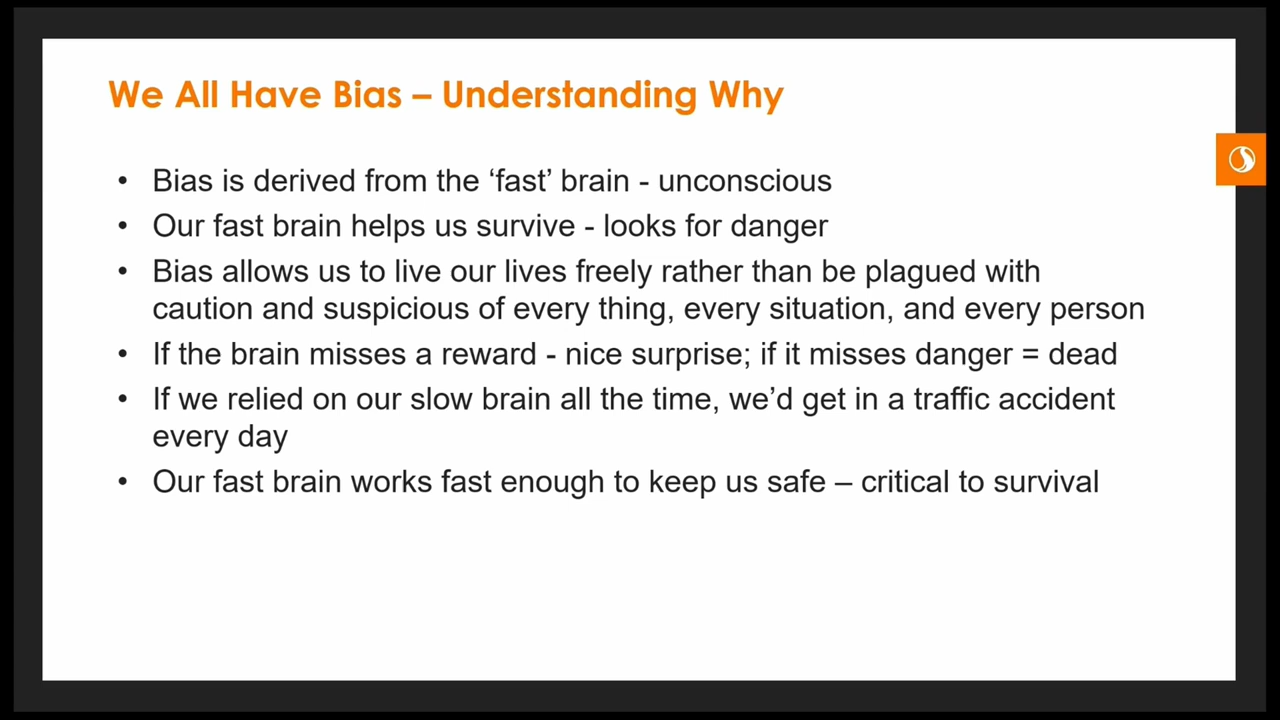 We All Have Bias – Understanding Why
• Bias is derived from the ‘fast’ brain - unconscious
• Our fast brain helps us survive - looks for danger
• Bias allows us to live our lives freely rather than be plagued with
caution and suspicious of every thing, every situation, and every person
• If the brain misses a reward - nice surprise; if it misses danger = dead
• If we relied on our slow brain all the time, we’d get in a traffic accident
every day
• Our fast brain works fast enough to keep us safe – critical to survival